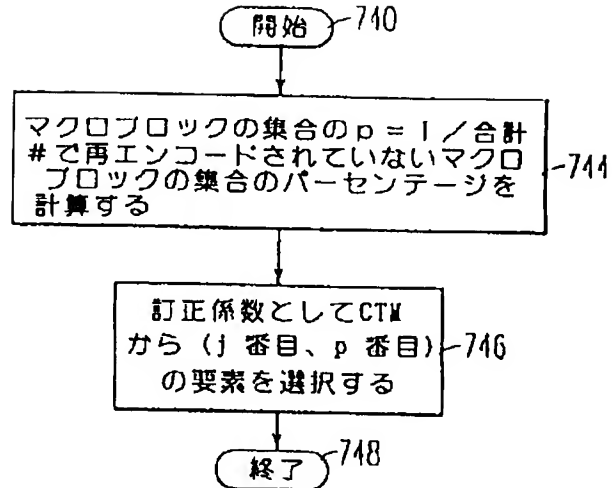 開始
740
マクロブロックの集合のp=I/合計
#で再エンコードされていないマクロ
ブロックの集合のパーセンテージを
計算する
744
訂正係数としてCTM
から(j 番目、p 番目)
の要素を選択する
746
終了
748